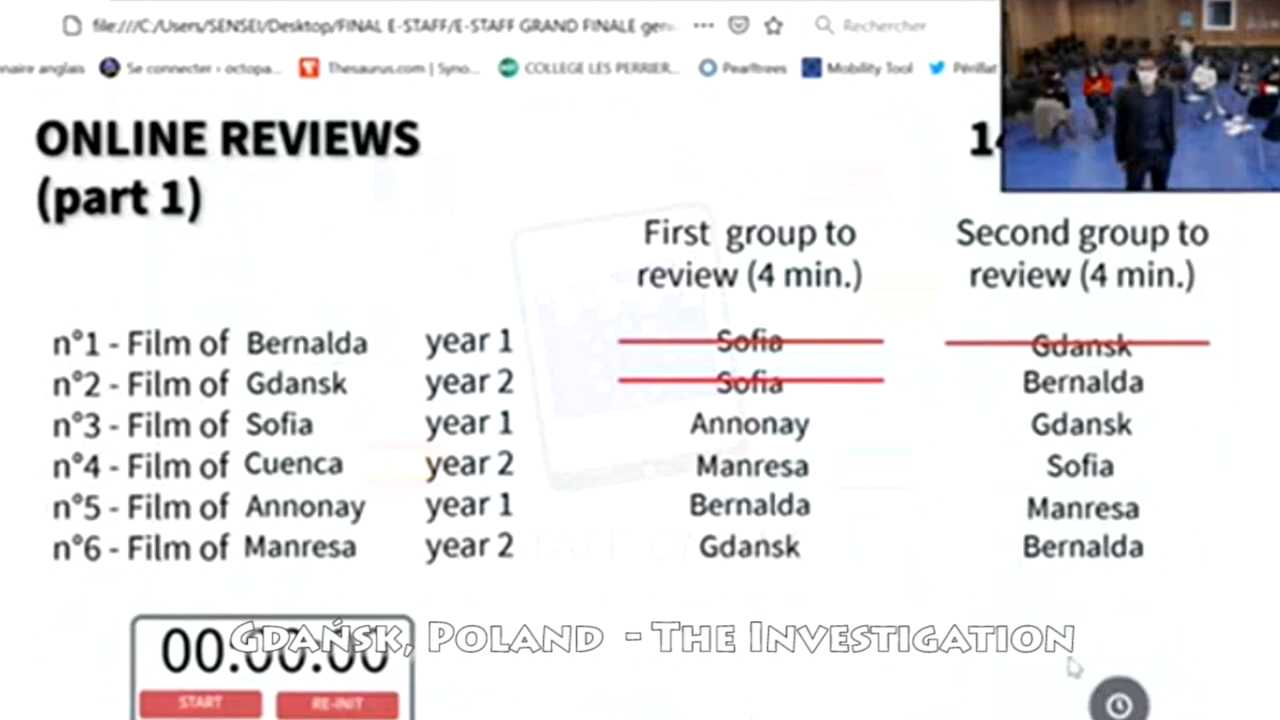 file:///C:/Users/SENSEI/Desktop/FINAL E-STAFF/E-STAFF GRAND FINALE gen
Rechercher
naire anglais
Se connecter › octopa...
Thesaurus.com | Syno...
COLLEGE LES PERRIER...
Pearltrees
Mobility Tool
Périllat
ONLINE REVIEWS
(part 1)
First group to
review (4 min.)
Second group to
review (4 min.)
n°1 - Film of Bernalda year 1 Sofia Gdansk
n°2 - Film of Gdansk year 2 Sofia Bernalda
n°3 - Film of Sofia year 1 Annonay Gdansk
n°4 - Film of Cuenca year 2 Manresa Sofia
n°5 - Film of Annonay year 1 Bernalda Manresa
n°6 - Film of Manresa year 2 Gdansk Bernalda
00:00:00
GDAŃSK, POLAND - THE INVESTIGATION
START RE-INIT